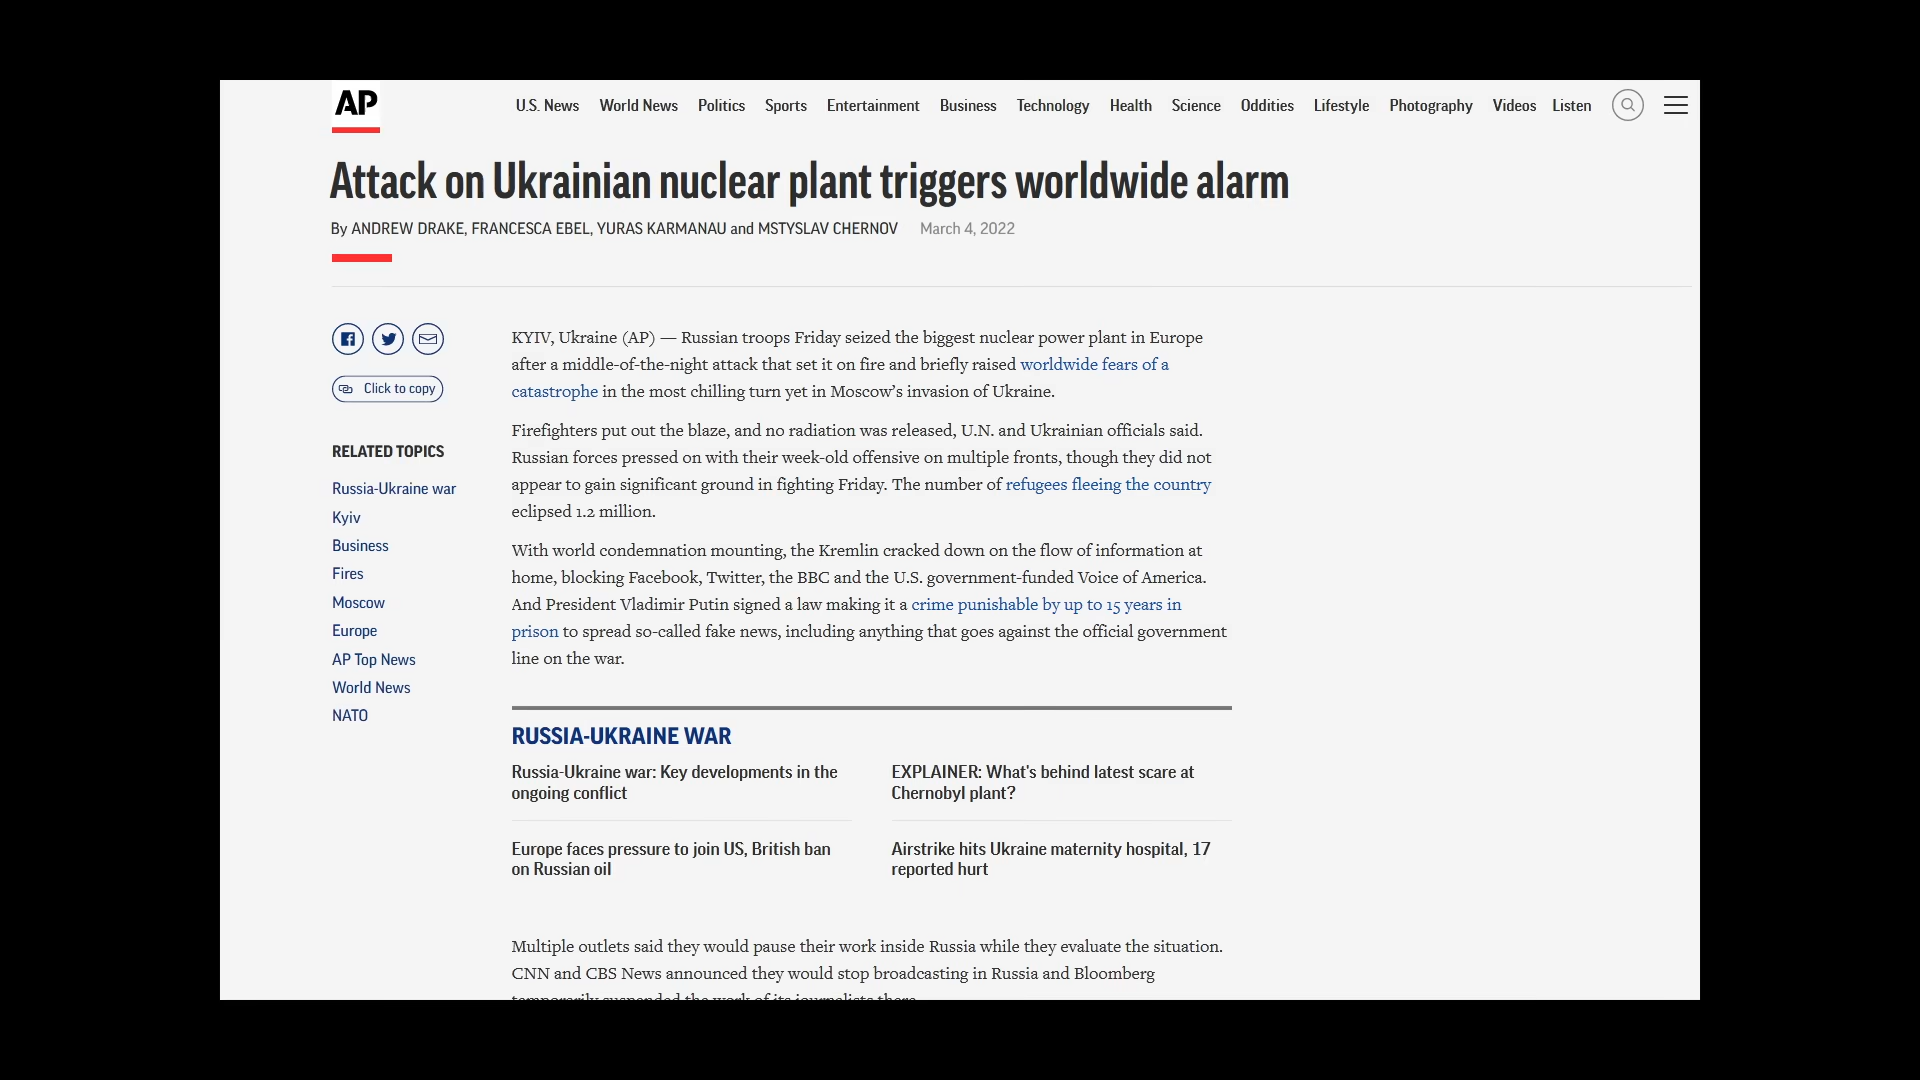 AP
U.S. News World News Politics Sports Entertainment Business Technology Health Science Oddities Lifestyle Photography Videos Listen
Attack on Ukrainian nuclear plant triggers worldwide alarm
By ANDREW DRAKE, FRANCESCA EBEL, YURAS KARMANAU and MSTYSLAV CHERNOV March 4, 2022
Click to copy
RELATED TOPICS
Russia-Ukraine war
Kyiv
Business
Fires
Moscow
Europe
AP Top News
World News
NATO
KYIV, Ukraine (AP) — Russian troops Friday seized the biggest nuclear power plant in Europe
after a middle-of-the-night attack that set it on fire and briefly raised worldwide fears of a
catastrophe in the most chilling turn yet in Moscow’s invasion of Ukraine.
Firefighters put out the blaze, and no radiation was released, U.N. and Ukrainian officials said.
Russian forces pressed on with their week-old offensive on multiple fronts, though they did not
appear to gain significant ground in fighting Friday. The number of refugees fleeing the country
eclipsed 1.2 million.
With world condemnation mounting, the Kremlin cracked down on the flow of information at
home, blocking Facebook, Twitter, the BBC and the U.S. government-funded Voice of America.
And President Vladimir Putin signed a law making it a crime punishable by up to 15 years in
prison to spread so-called fake news, including anything that goes against the official government
line on the war.
RUSSIA-UKRAINE WAR
Russia-Ukraine war: Key developments in the
ongoing conflict
EXPLAINER: What's behind latest scare at
Chernobyl plant?
Europe faces pressure to join US, British ban
on Russian oil
Airstrike hits Ukraine maternity hospital, 17
reported hurt
Multiple outlets said they would pause their work inside Russia while they evaluate the situation.
CNN and CBS News announced they would stop broadcasting in Russia and Bloomberg
temporarily suspended the work of its journalists there.